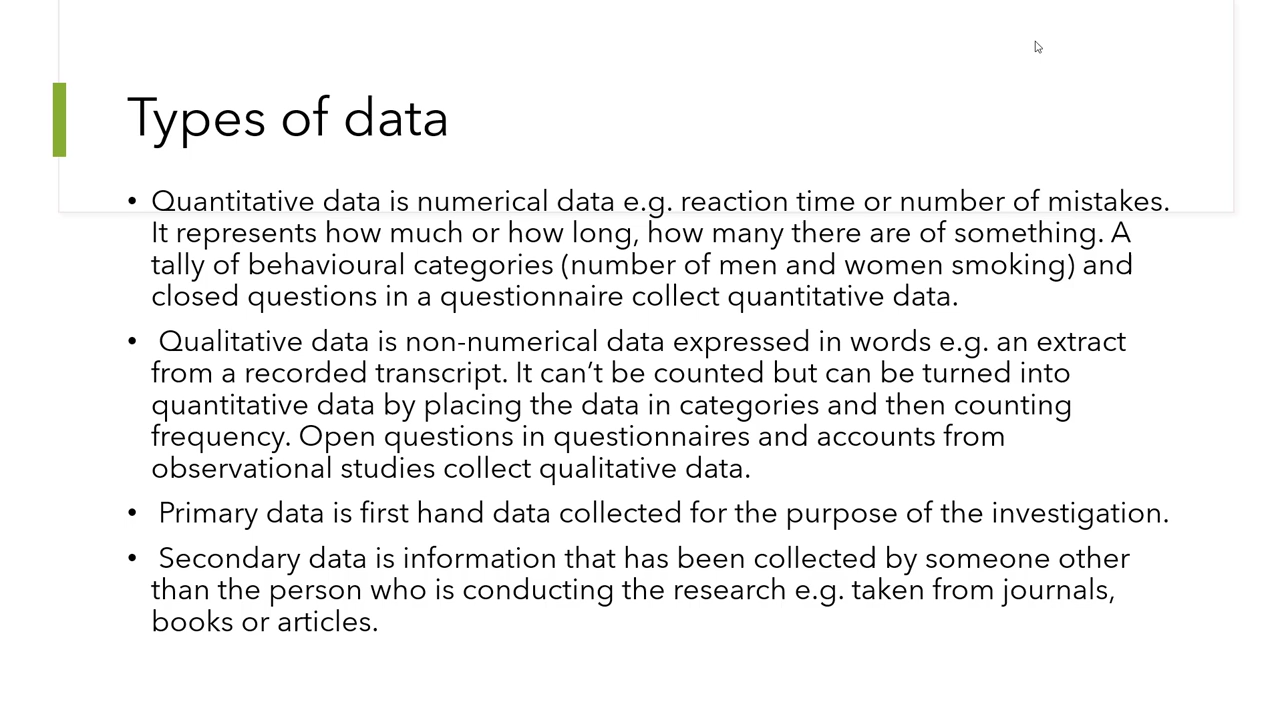 Types of data
• Quantitative data is numerical data e.g. reaction time or number of mistakes.
It represents how much or how long, how many there are of something. A
tally of behavioural categories (number of men and women smoking) and
closed questions in a questionnaire collect quantitative data.
• Qualitative data is non-numerical data expressed in words e.g. an extract
from a recorded transcript. It can’t be counted but can be turned into
quantitative data by placing the data in categories and then counting
frequency. Open questions in questionnaires and accounts from
observational studies collect qualitative data.
• Primary data is first hand data collected for the purpose of the investigation.
• Secondary data is information that has been collected by someone other
than the person who is conducting the research e.g. taken from journals,
books or articles.